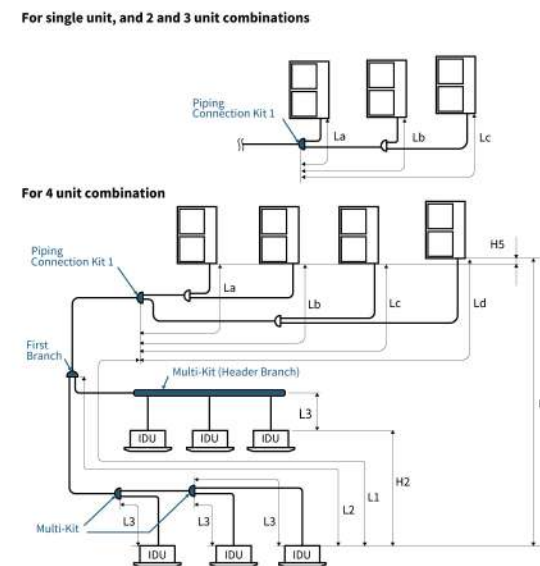 For single unit, and 2 and 3 unit combinations
Piping
Connection Kit 1
La
Lb
Lc
For 4 unit combination
H5
Piping
Connection Kit 1
La
Lb
Lc
Ld
First
Branch
Multi-Kit (Header Branch)
L3
IDU
IDU
IDU
H2
L1
L2
L3
L3
L3
Multi-Kit
IDU
IDU
IDU